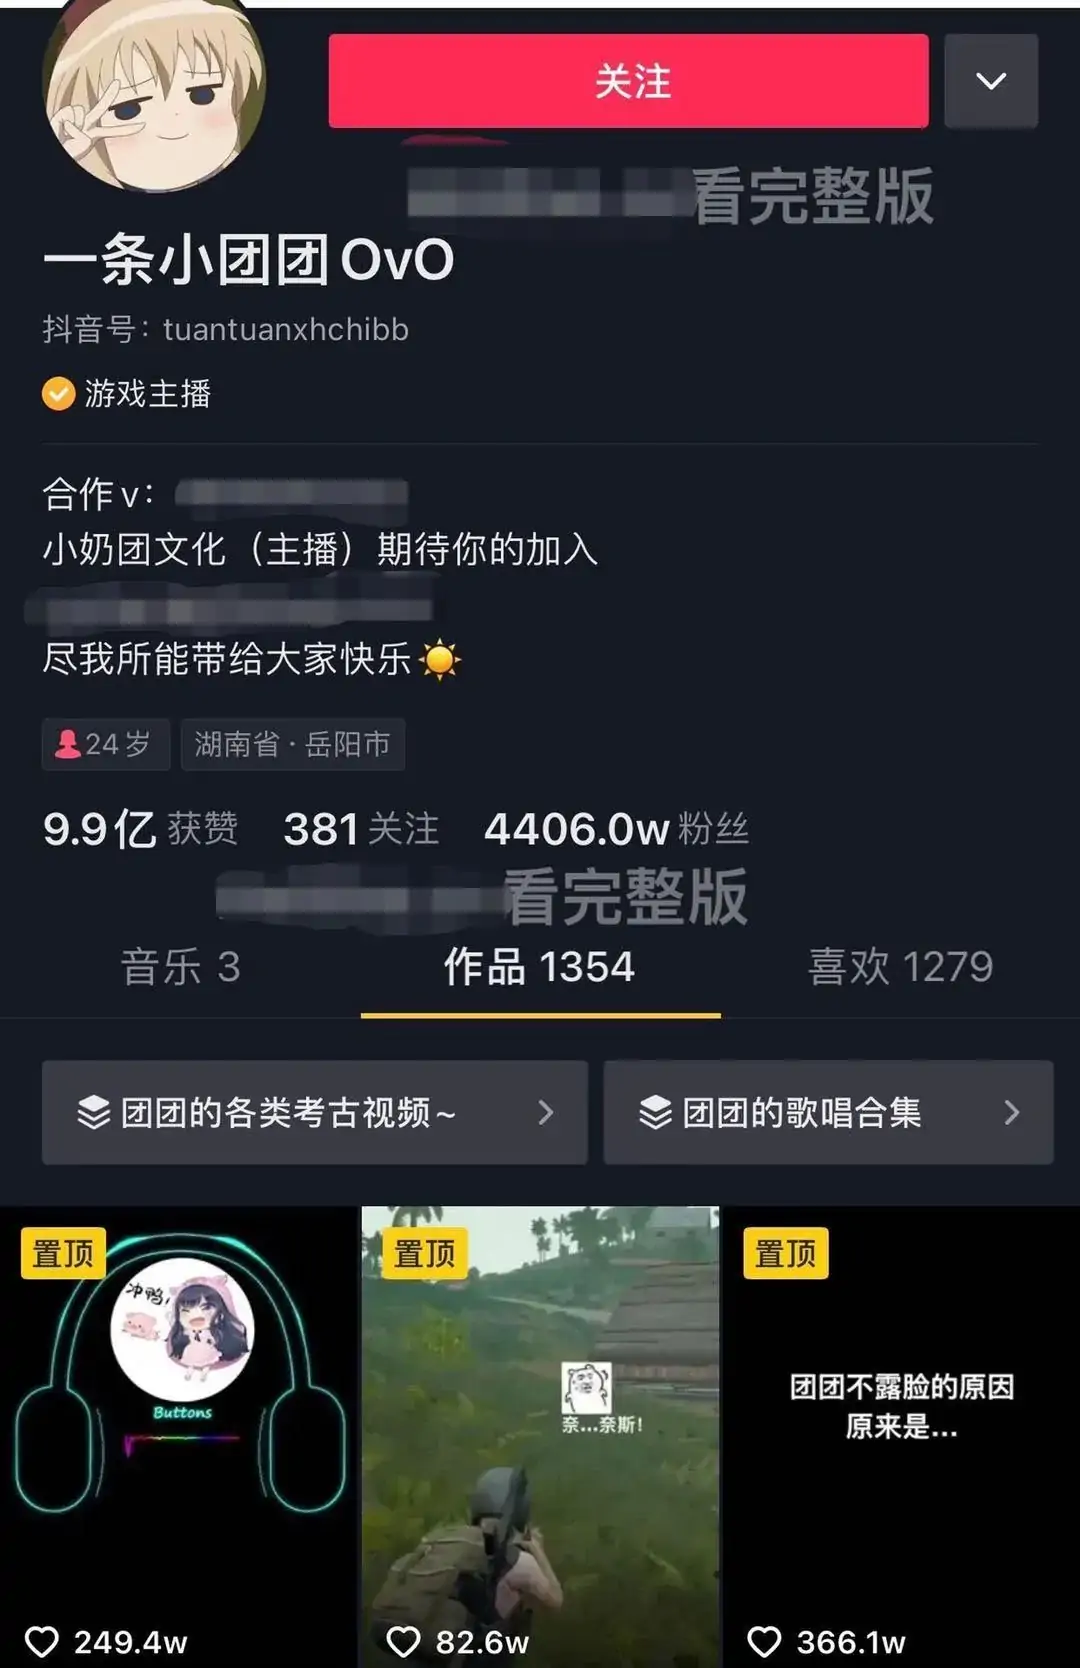 关注
看完整版
一条小团团OvO
抖音号：tuantuanxhchibb
游戏主播
合作v：
小奶团文化（主播）期待你的加入
尽我所能带给大家快乐☀️
24岁
湖南省·岳阳市
9.9亿 获赞 381 关注 4406.0w 粉丝
看完整版
音乐 3 作品 1354 喜欢 1279
团团的各类考古视频~
团团的歌唱合集
置顶
冲鸭!
Buttons
249.4w
置顶
奈...奈斯!
82.6w
置顶
团团不露脸的原因
原来是...
366.1w